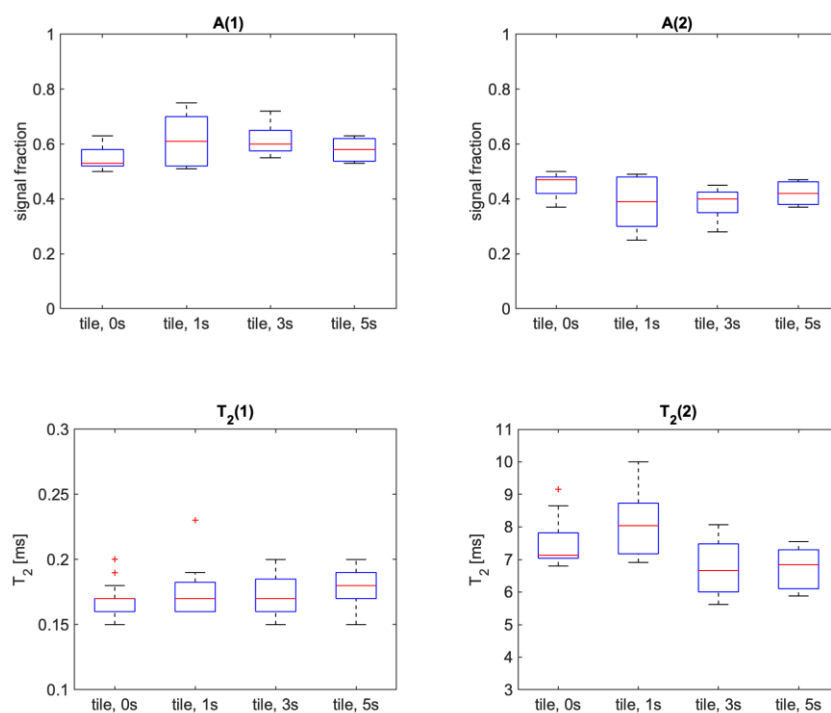 A(1)
1
0.8
0.6
0.4
0.2
0
signal fraction
tile, 0s tile, 1s tile, 3s tile, 5s
A(2)
1
0.8
0.6
0.4
0.2
0
signal fraction
tile, 0s tile, 1s tile, 3s tile, 5s
T2(1)
0.3
0.25
0.2
0.15
0.1
T2 [ms]
tile, 0s tile, 1s tile, 3s tile, 5s
T2(2)
11
10
9
8
7
6
5
4
3
T2 [ms]
tile, 0s tile, 1s tile, 3s tile, 5s